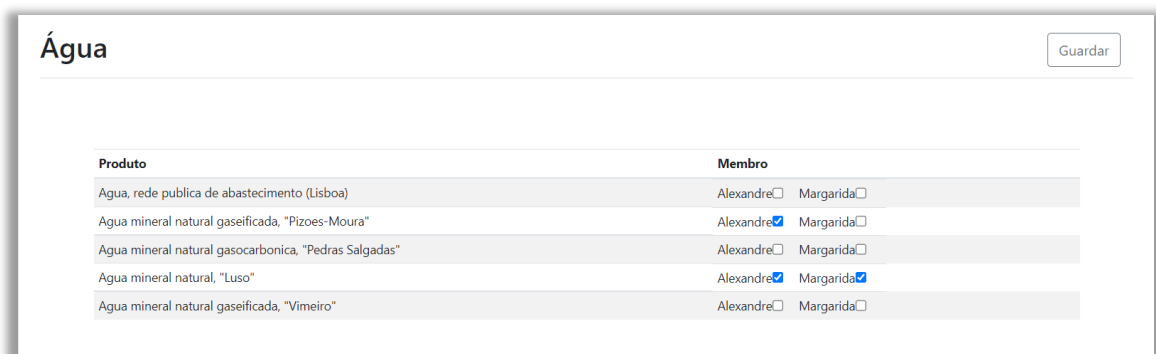 Água
Guardar
Produto Membro
Agua, rede publica de abastecimento (Lisboa) Alexandre Margarida
Agua mineral natural gaseificada, "Pizoes-Moura" Alexandre Margarida
Agua mineral natural gasocarbonica, "Pedras Salgadas" Alexandre Margarida
Agua mineral natural, "Luso" Alexandre Margarida
Agua mineral natural gaseificada, "Vimeiro" Alexandre Margarida